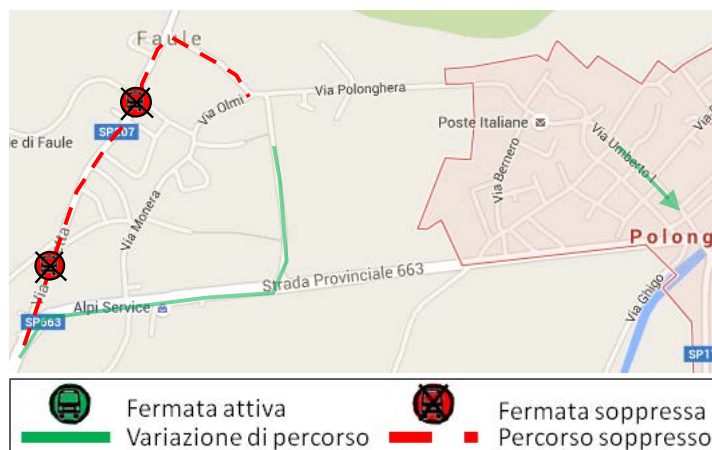 Faule
Via Polonghera
Via Olmi
Poste Italiane
SP307
e di Faule
Via Umberto I
Via Bernero
Via Monera
Polong
Strada Provinciale 663
Alpi Service
Via Ghigo
SP663
SP1
Fermata attiva
Fermata soppressa
Variazione di percorso
Percorso soppresso